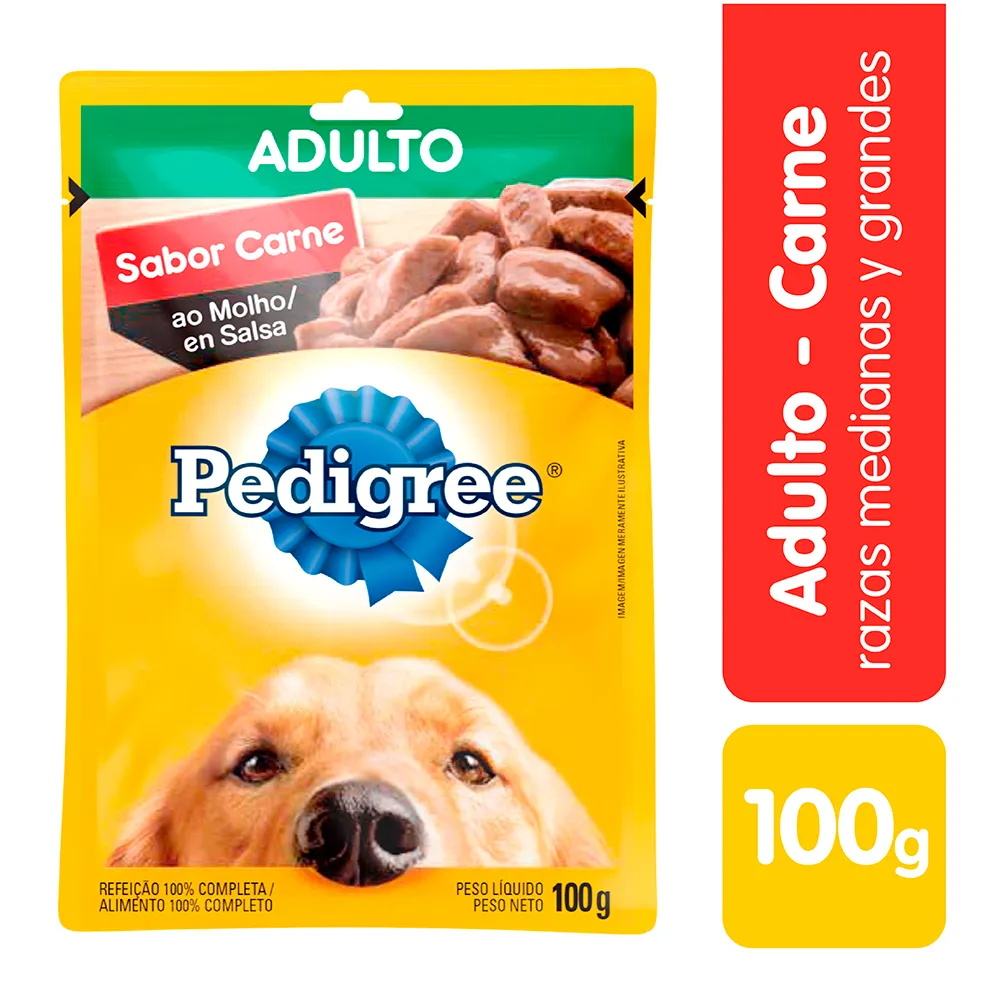 ADULTO
Sabor Carne
ao Molho/
en Salsa
Pedigree®
IMAGEM/IMAGEN MERAMENTE ILUSTRATIVA
REFEIÇÃO 100% COMPLETA /
ALIMENTO 100% COMPLETO
PESO LÍQUIDO
PESO NETO 100g
Adulto - Carne
razas medianas y grandes
100g